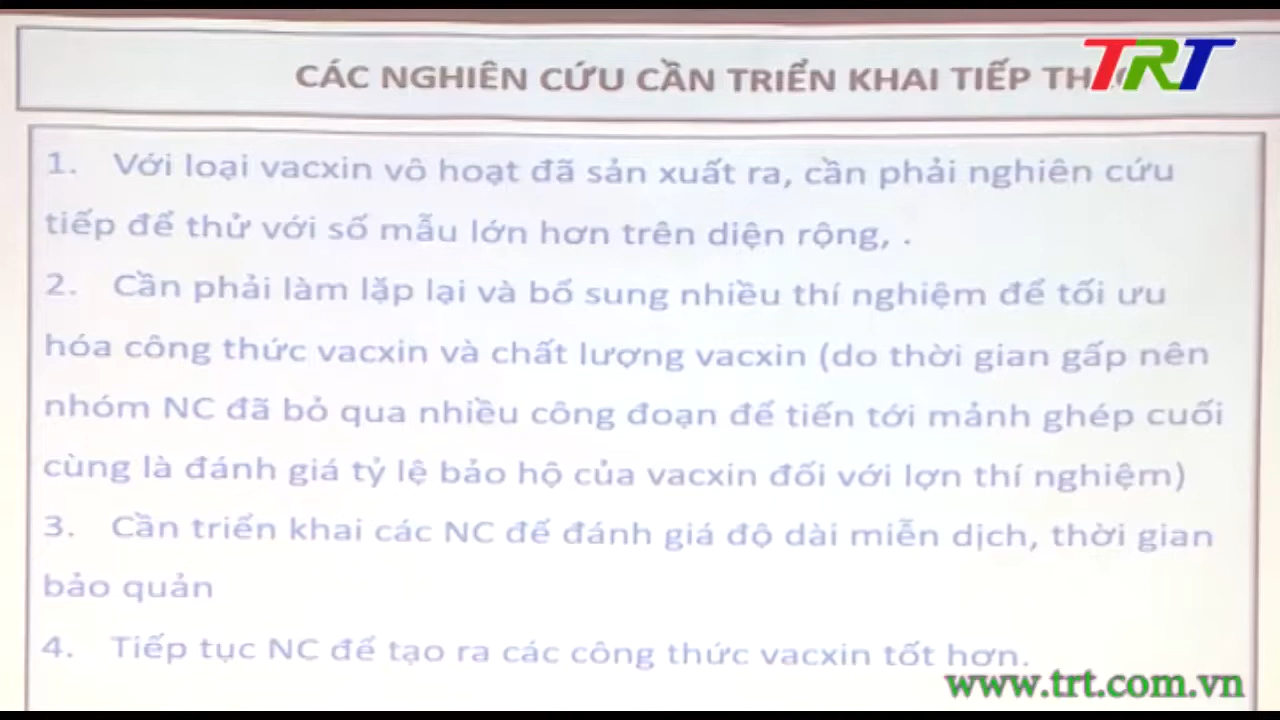 CÁC NGHIÊN CỨU CẦN TRIỂN KHAI TIẾP
TRT
1. Với loại vacxin vô hoạt đã sản xuất ra, cần phải nghiên cứu
tiếp để thử với số mẫu lớn hơn trên diện rộng, .
2. Cần phải làm lặp lại và bổ sung nhiều thí nghiệm để tối ưu
hóa công thức vacxin và chất lượng vacxin (do thời gian gấp nên
nhóm NC đã bỏ qua nhiều công đoạn để tiến tới mảnh ghép cuối
cùng là đánh giá tỷ lệ bảo hộ của vacxin đối với lợn thí nghiệm)
3. Cần triển khai các NC để đánh giá độ dài miễn dịch, thời gian
bảo quản
4. Tiếp tục NC để tạo ra các công thức vacxin tốt hơn.
www.trt.com.vn